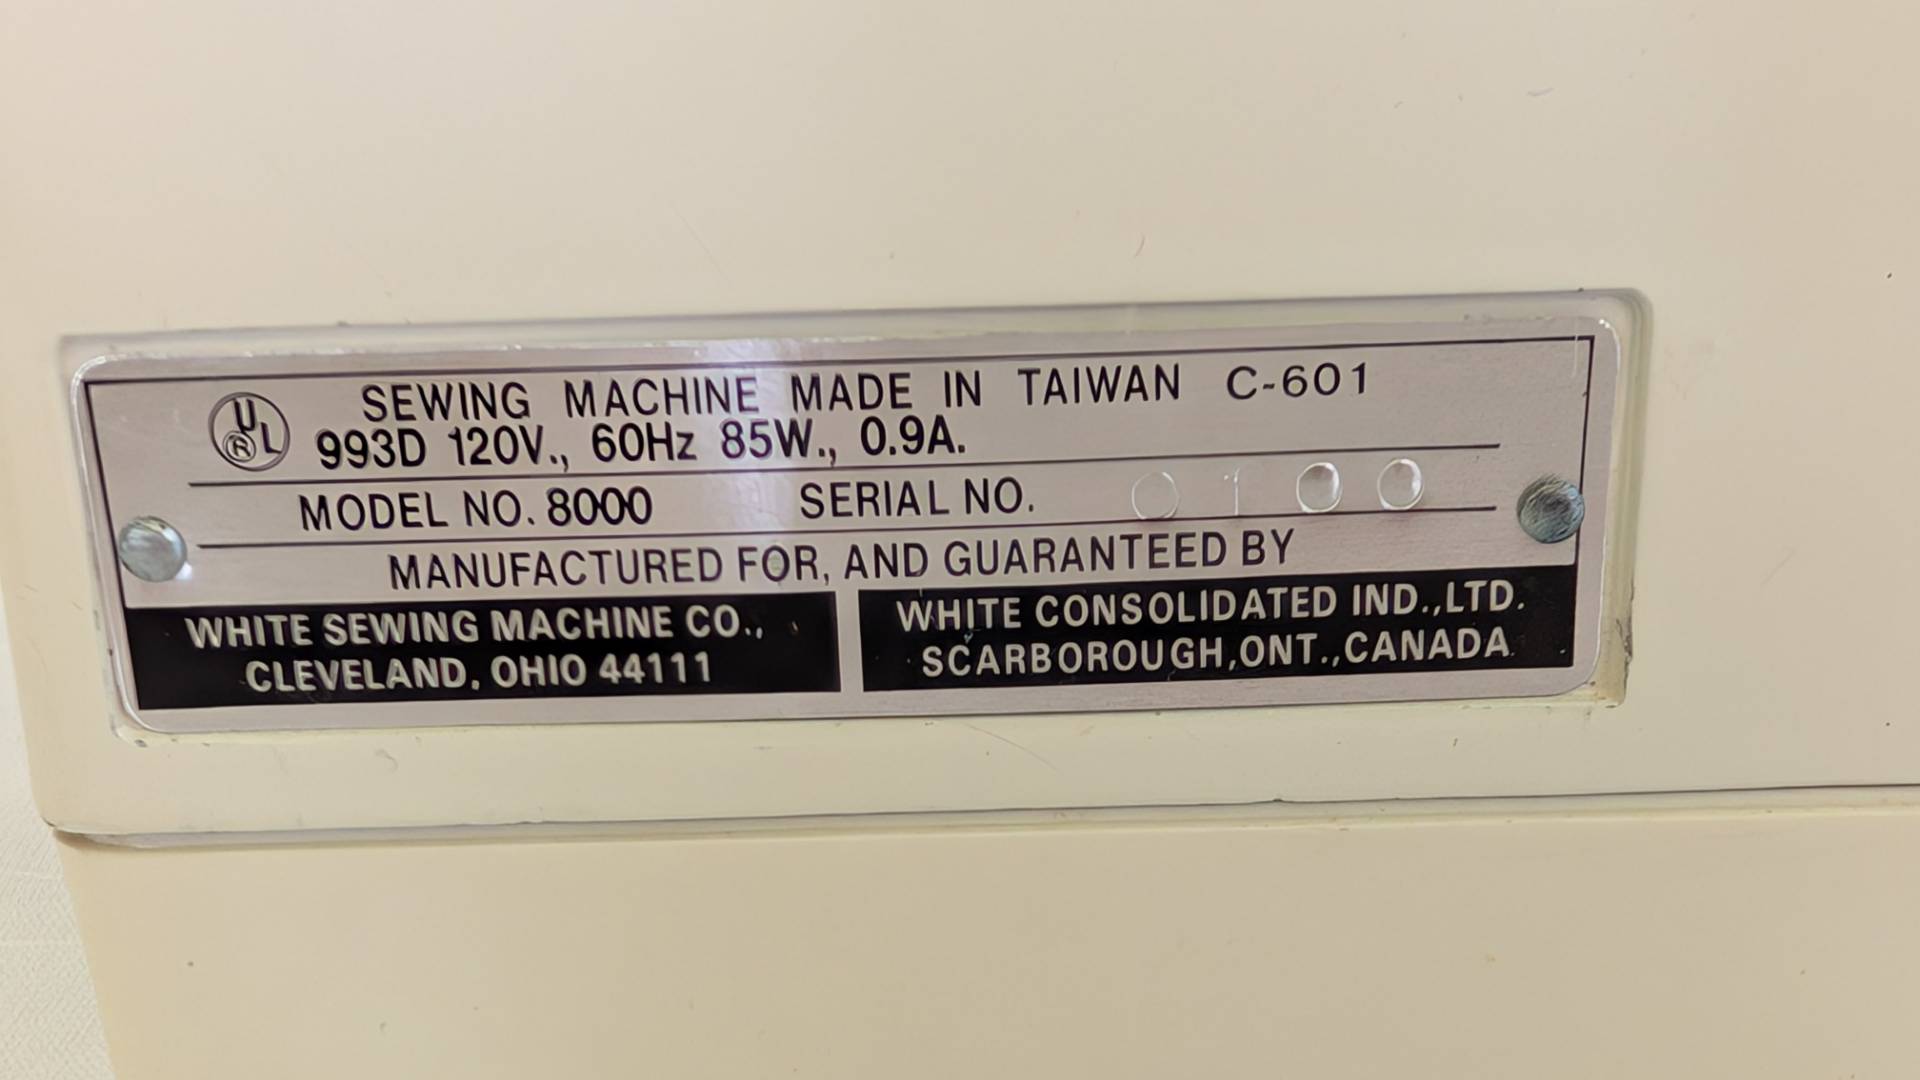 UL® SEWING MACHINE MADE IN TAIWAN C-601
993D 120V., 60Hz 85W., 0.9A.
MODEL NO. 8000 SERIAL NO. 0100
MANUFACTURED FOR, AND GUARANTEED BY
WHITE SEWING MACHINE CO.,
CLEVELAND, OHIO 44111
WHITE CONSOLIDATED IND.,LTD.
SCARBOROUGH,ONT.,CANADA